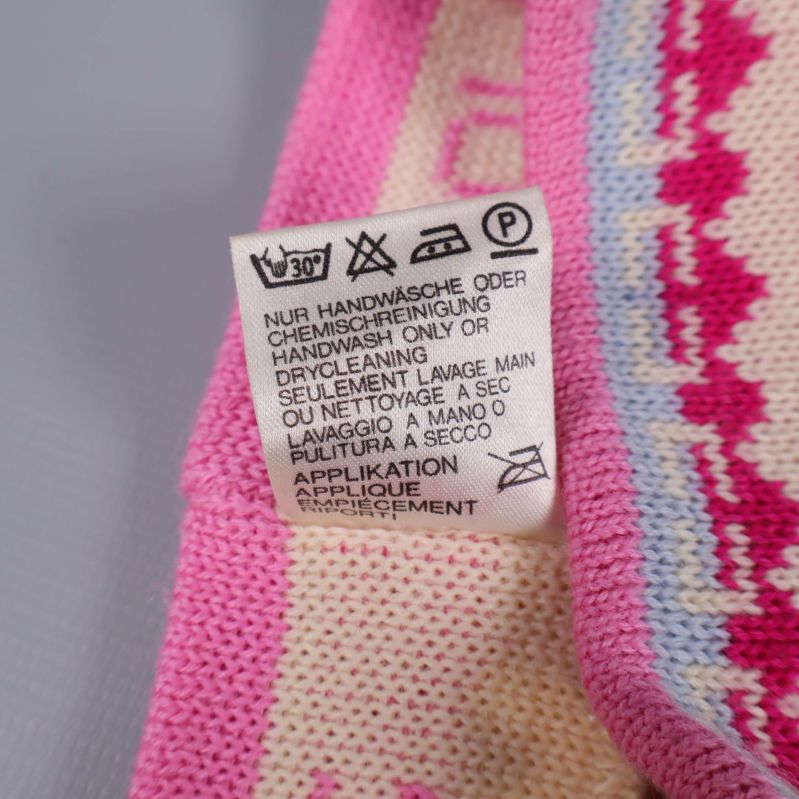 30° P
NUR HANDWÄSCHE ODER
CHEMISCHREINIGUNG
HANDWASH ONLY OR
DRYCLEANING
SEULEMENT LAVAGE MAIN
OU NETTOYAGE A SEC
LAVAGGIO A MANO O
PULITURA A SECCO
APPLIKATION
APPLIQUE
EMPIÉCEMENT
RIPORTI